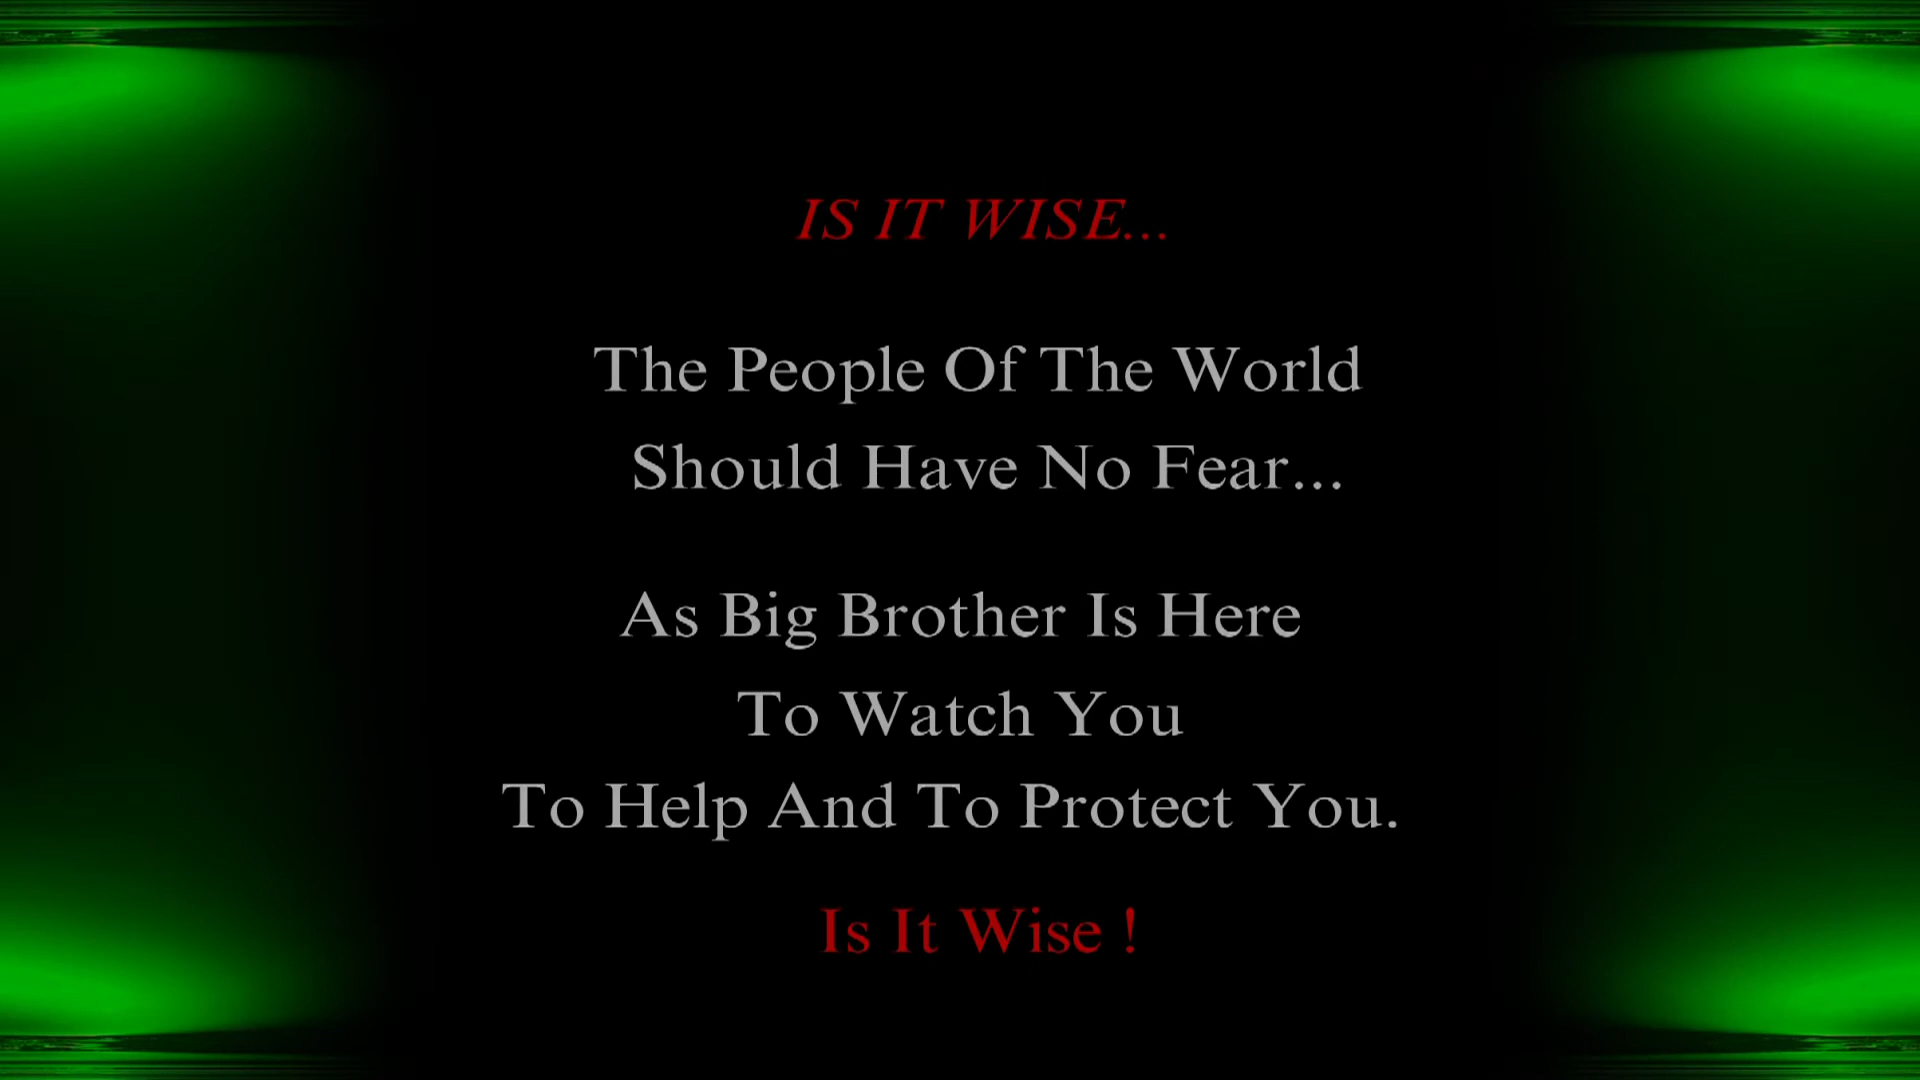 IS IT WISE...
The People Of The World
Should Have No Fear...
As Big Brother Is Here
To Watch You
To Help And To Protect You.
Is It Wise !